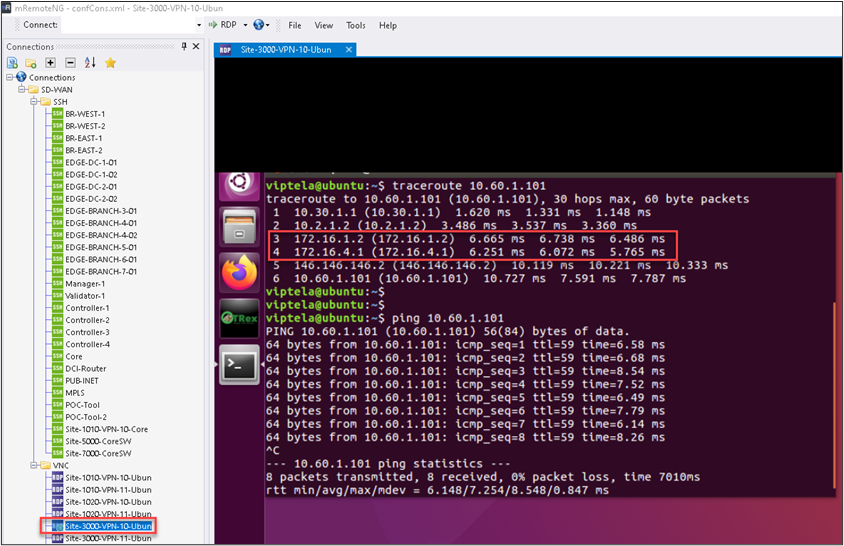 mRemoteNG - confCons.xml - Site-3000-VPN-10-Ubun
Connect: RDP File View Tools Help
Connections
Site-3000-VPN-10-Ubun
Connections
SD-WAN
SSH
BR-WEST-1
BR-WEST-2
BR-EAST-1
BR-EAST-2
EDGE-DC-1-01
EDGE-DC-1-02
EDGE-DC-2-01
EDGE-DC-2-02
EDGE-BRANCH-3-01
EDGE-BRANCH-4-01
EDGE-BRANCH-4-02
EDGE-BRANCH-5-01
EDGE-BRANCH-6-01
EDGE-BRANCH-7-01
Manager-1
Validator-1
Controller-1
Controller-2
Controller-3
Controller-4
Core
DCI-Router
PUB-INET
MPLS
POC-Tool
POC-Tool-2
Site-1010-VPN-10-Core
Site-5000-CoreSW
Site-7000-CoreSW
VNC
Site-1010-VPN-10-Ubun
Site-1010-VPN-11-Ubun
Site-1020-VPN-10-Ubun
Site-1020-VPN-11-Ubun
Site-3000-VPN-10-Ubun
Site-3000-VPN-11-Ubun
TRex
viptela@ubuntu:~$ traceroute 10.60.1.101
traceroute to 10.60.1.101 (10.60.1.101), 30 hops max, 60 byte packets
1 10.30.1.1 (10.30.1.1) 1.620 ms 1.331 ms 1.148 ms
2 10.2.1.2 (10.2.1.2) 3.486 ms 3.537 ms 3.360 ms
3 172.16.1.2 (172.16.1.2) 6.665 ms 6.738 ms 6.486 ms
4 172.16.4.1 (172.16.4.1) 6.251 ms 6.072 ms 5.765 ms
5 146.146.146.2 (146.146.146.2) 10.119 ms 10.221 ms 10.333 ms
6 10.60.1.101 (10.60.1.101) 10.727 ms 7.591 ms 7.787 ms
viptela@ubuntu:~$
viptela@ubuntu:~$
viptela@ubuntu:~$ ping 10.60.1.101
PING 10.60.1.101 (10.60.1.101) 56(84) bytes of data.
64 bytes from 10.60.1.101: icmp_seq=1 ttl=59 time=6.58 ms
64 bytes from 10.60.1.101: icmp_seq=2 ttl=59 time=6.68 ms
64 bytes from 10.60.1.101: icmp_seq=3 ttl=59 time=8.54 ms
64 bytes from 10.60.1.101: icmp_seq=4 ttl=59 time=7.52 ms
64 bytes from 10.60.1.101: icmp_seq=5 ttl=59 time=6.49 ms
64 bytes from 10.60.1.101: icmp_seq=6 ttl=59 time=7.79 ms
64 bytes from 10.60.1.101: icmp_seq=7 ttl=59 time=6.14 ms
64 bytes from 10.60.1.101: icmp_seq=8 ttl=59 time=8.26 ms
^C
--- 10.60.1.101 ping statistics ---
8 packets transmitted, 8 received, 0% packet loss, time 7010ms
rtt min/avg/max/mdev = 6.148/7.254/8.548/0.847 ms